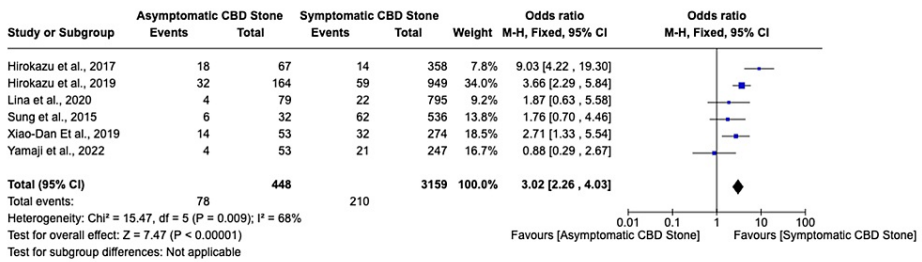 Asymptomatic CBD Stone Symptomatic CBD Stone Odds ratio Odds ratio
Study or Subgroup Events Total Events Total Weight M-H, Fixed, 95% CI M-H, Fixed, 95% CI
Hirokazu et al., 2017 18 67 14 358 7.8% 9.03 [4.22 , 19.30]
Hirokazu et al., 2019 32 164 59 949 34.0% 3.66 [2.29 , 5.84]
Lina et al., 2020 4 79 22 795 9.2% 1.87 [0.63 , 5.58]
Sung et al., 2015 6 32 62 536 13.8% 1.76 [0.70 , 4.46]
Xiao-Dan Et al., 2019 14 53 32 274 18.5% 2.71 [1.33 , 5.54]
Yamaji et al., 2022 4 53 21 247 16.7% 0.88 [0.29 , 2.67]
Total (95% CI) 448 3159 100.0% 3.02 [2.26 , 4.03]
Total events: 78 210
Heterogeneity: Chi² = 15.47, df = 5 (P = 0.009); I² = 68%
Test for overall effect: Z = 7.47 (P < 0.00001)
Test for subgroup differences: Not applicable
0.01 0.1 1 10 100
Favours [Asymptomatic CBD Stone] Favours [Symptomatic CBD Stone]